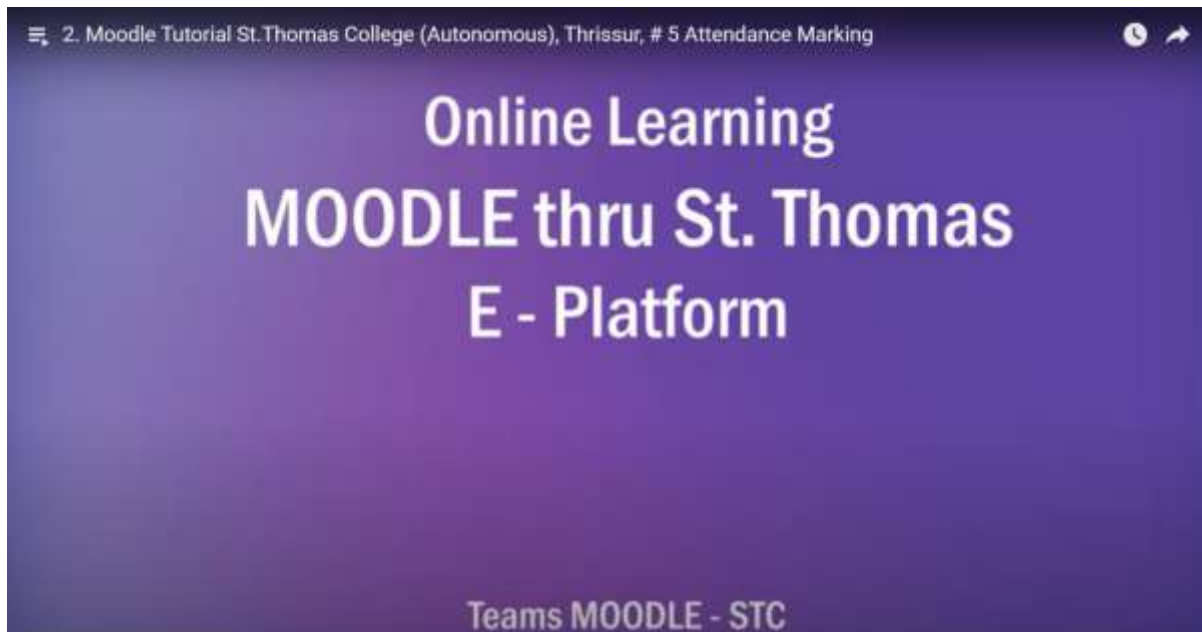 2. Moodle Tutorial St.Thomas College (Autonomous), Thrissur, # 5 Attendance Marking
Online Learning
MOODLE thru St. Thomas
E - Platform
Teams MOODLE - STC